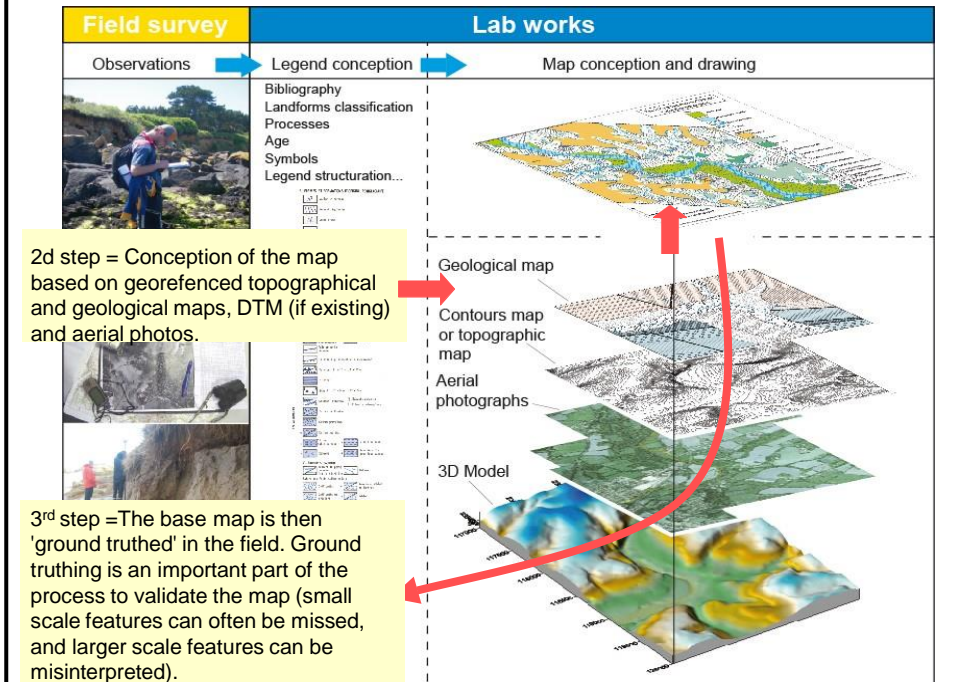 Field survey
Lab works
Observations
Legend conception
Map conception and drawing
Bibliography
Landforms classification
Processes
Age
Symbols
Legend structuration...
2d step = Conception of the map
based on georefenced topographical
and geological maps, DTM (if existing)
and aerial photos.
Geological map
Contours map
or topographic
map
Aerial
photographs
3D Model
3rd step =The base map is then
'ground truthed' in the field. Ground
truthing is an important part of the
process to validate the map (small
scale features can often be missed,
and larger scale features can be
misinterpreted).